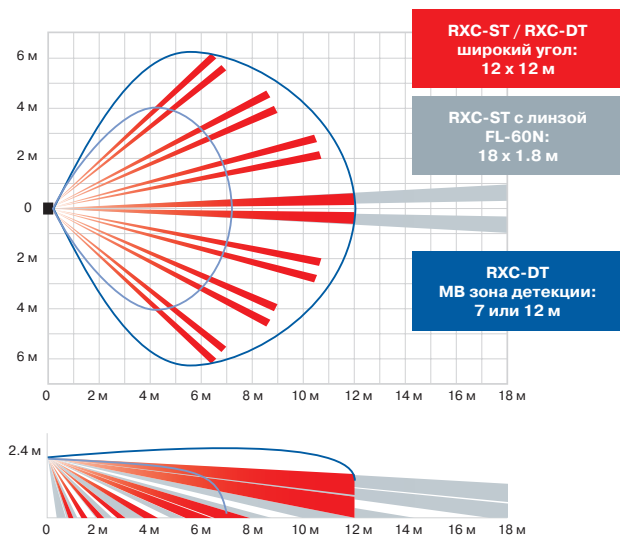 RXC-ST / RXC-DT
широкий угол:
12 x 12 м
RXC-ST с линзой
FL-60N:
18 x 1.8 м
RXC-DT
МВ зона детекции:
7 или 12 м
6 м
4 м
2 м
0
2 м
4 м
6 м
0 2 м 4 м 6 м 8 м 10 м 12 м 14 м 16 м 18 м
2.4 м
0 2 м 4 м 6 м 8 м 10 м 12 м 14 м 16 м 18 м